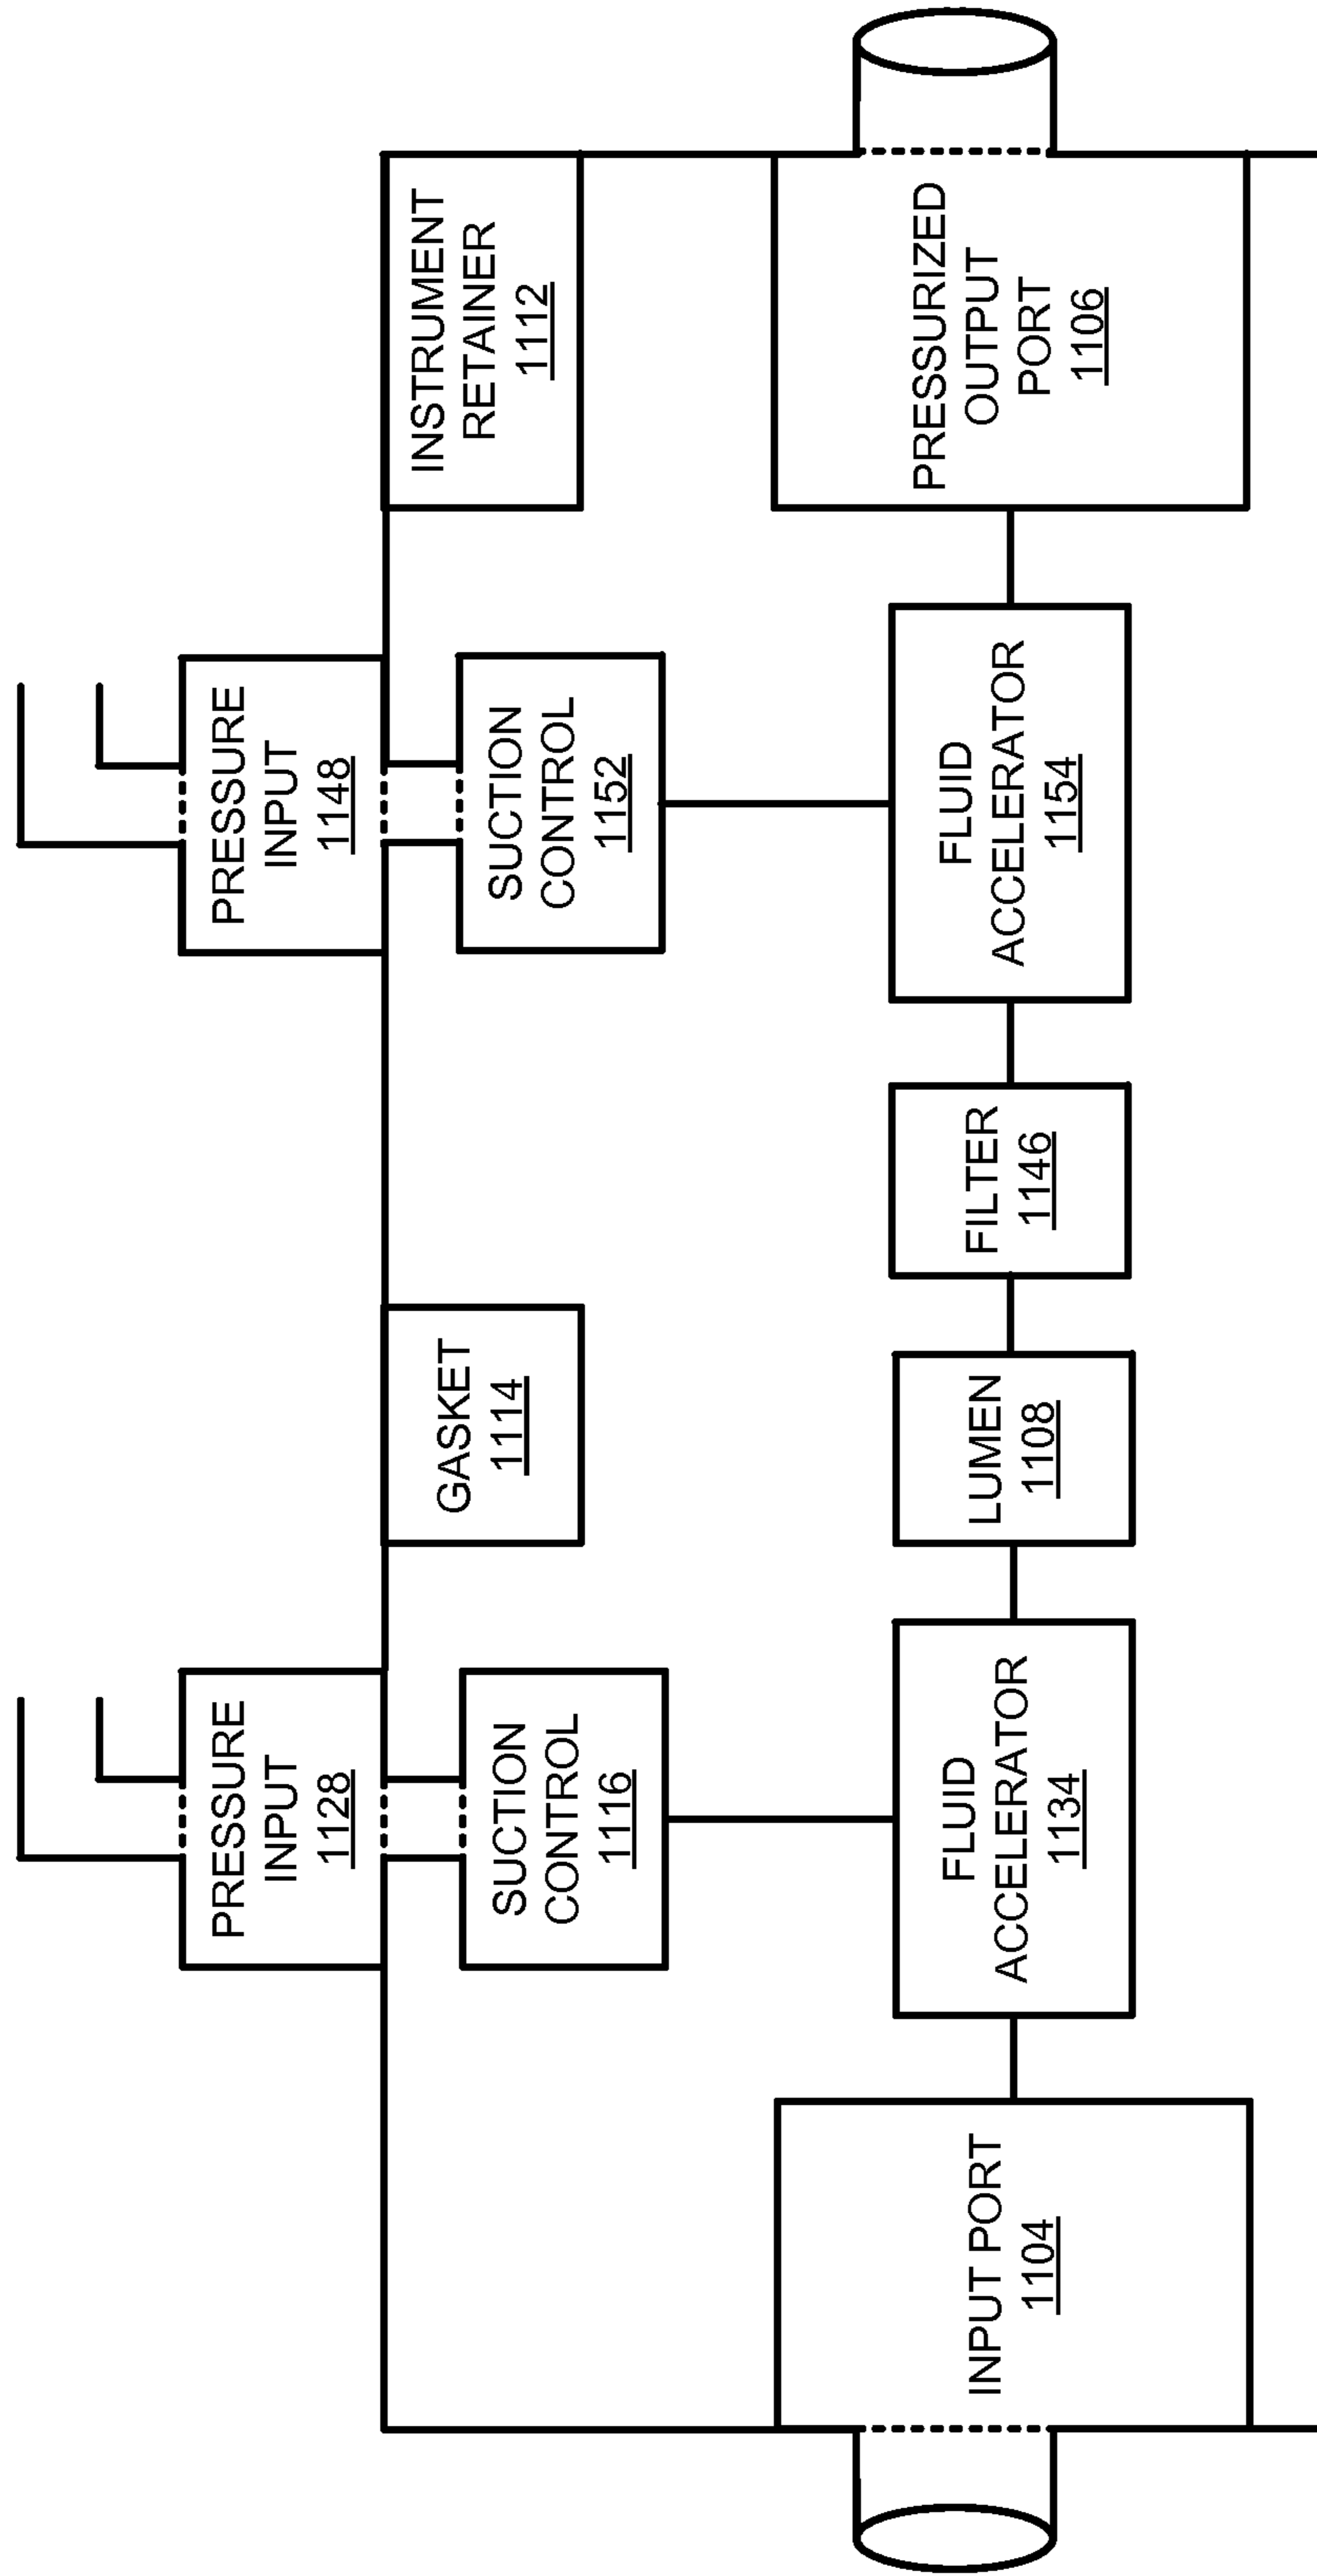 PRESSURE
INPUT
1128
PRESSURE
INPUT
1148
GASKET
1114
INSTRUMENT
RETAINER
1112
SUCTION
CONTROL
1116
SUCTION
CONTROL
1152
INPUT PORT
1104
FLUID
ACCELERATOR
1134
LUMEN
1108
FILTER
1146
FLUID
ACCELERATOR
1154
PRESSURIZED
OUTPUT
PORT
1106